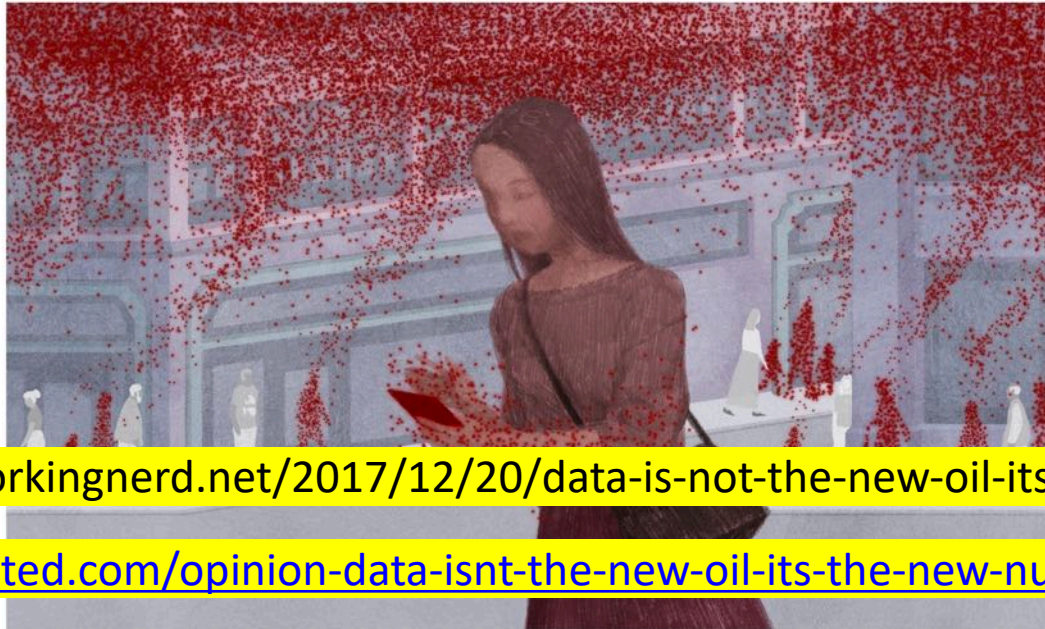 orkingnerd.net/2017/12/20/data-is-not-the-new-oil-its
ted.com/opinion-data-isnt-the-new-oil-its-the-new-nu